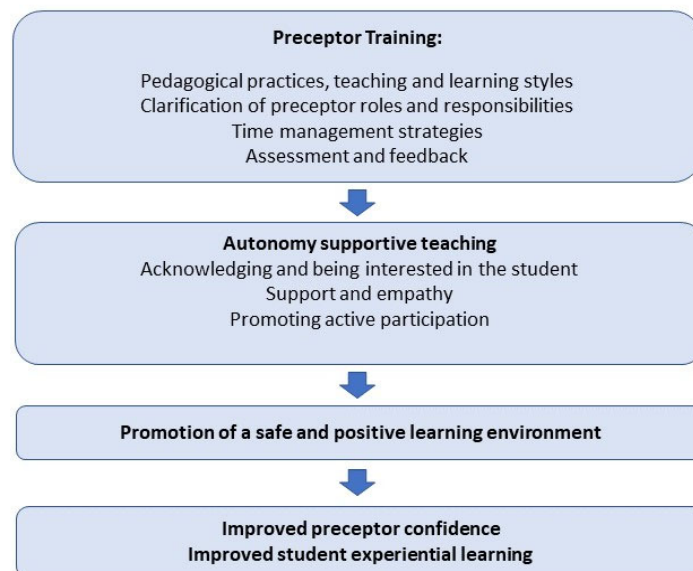 Preceptor Training:
Pedagogical practices, teaching and learning styles
Clarification of preceptor roles and responsibilities
Time management strategies
Assessment and feedback
Autonomy supportive teaching
Acknowledging and being interested in the student
Support and empathy
Promoting active participation
Promotion of a safe and positive learning environment
Improved preceptor confidence
Improved student experiential learning